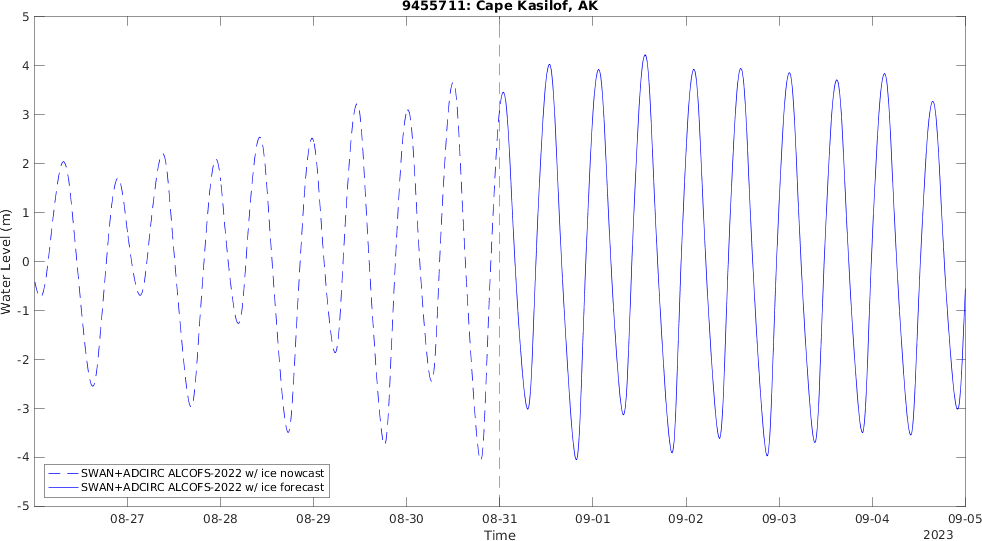 9455711: Cape Kasilof, AK
Water Level (m)
5
4
3
2
1
0
-1
-2
-3
-4
-5
SWAN+ADCIRC ALCOFS-2022 w/ ice nowcast
SWAN+ADCIRC ALCOFS-2022 w/ ice forecast
08-27 08-28 08-29 08-30 08-31 09-01 09-02 09-03 09-04 09-05
Time
2023